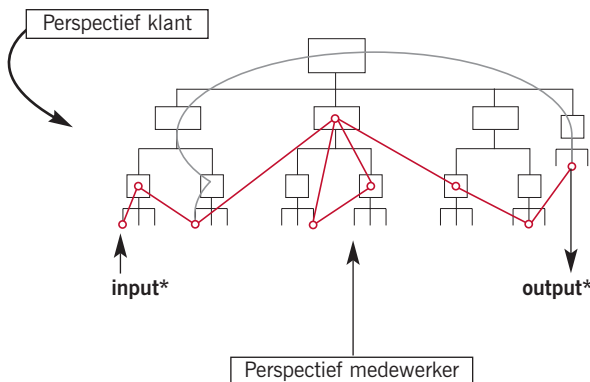 Perspectief klant
input*
output*
Perspectief medewerker